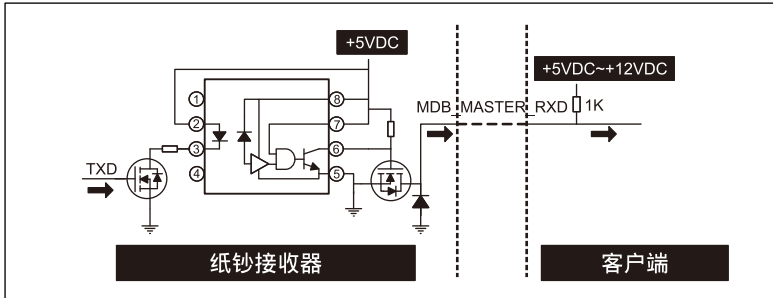 +5VDC
+5VDC~+12VDC
MDB_MASTER_RXD
1K
①
②
③
④
⑧
⑦
⑥
⑤
TXD
纸钞接收器
客户端